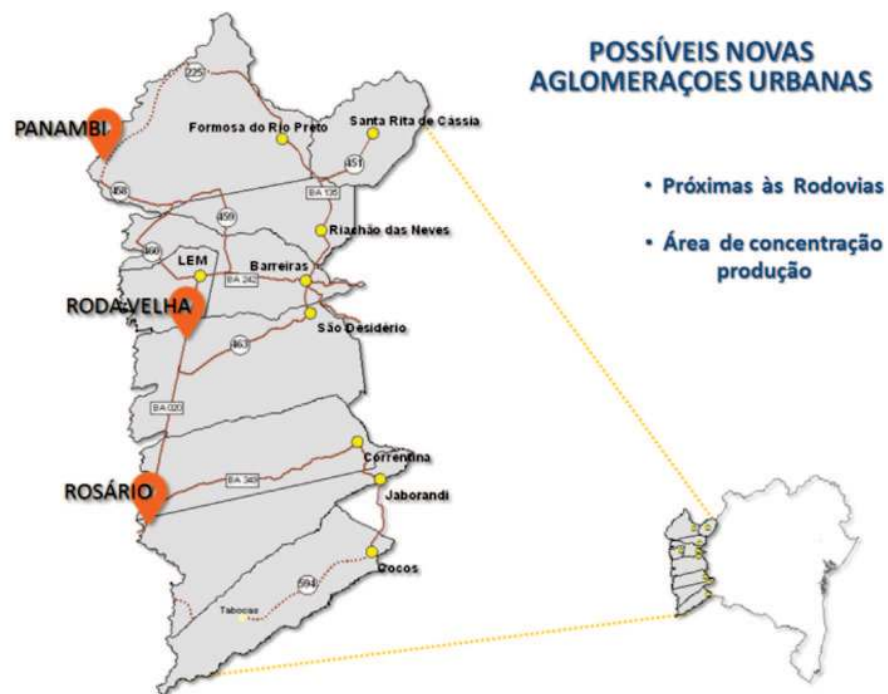 POSSÍVEIS NOVAS
AGLOMERAÇOES URBANAS
• Próximas às Rodovias
• Área de concentração
produção
225
PANAMBI
Formosa do Rio Preto
Santa Rita de Cássia
451
458
BA 135
459
Riachão das Neves
460
LEM
BA 242
Barreiras
RODA VELHA
São Desidério
463
BA 020
Correntina
ROSÁRIO
BA 349
Jaborandi
Cocos
594
Tabocas